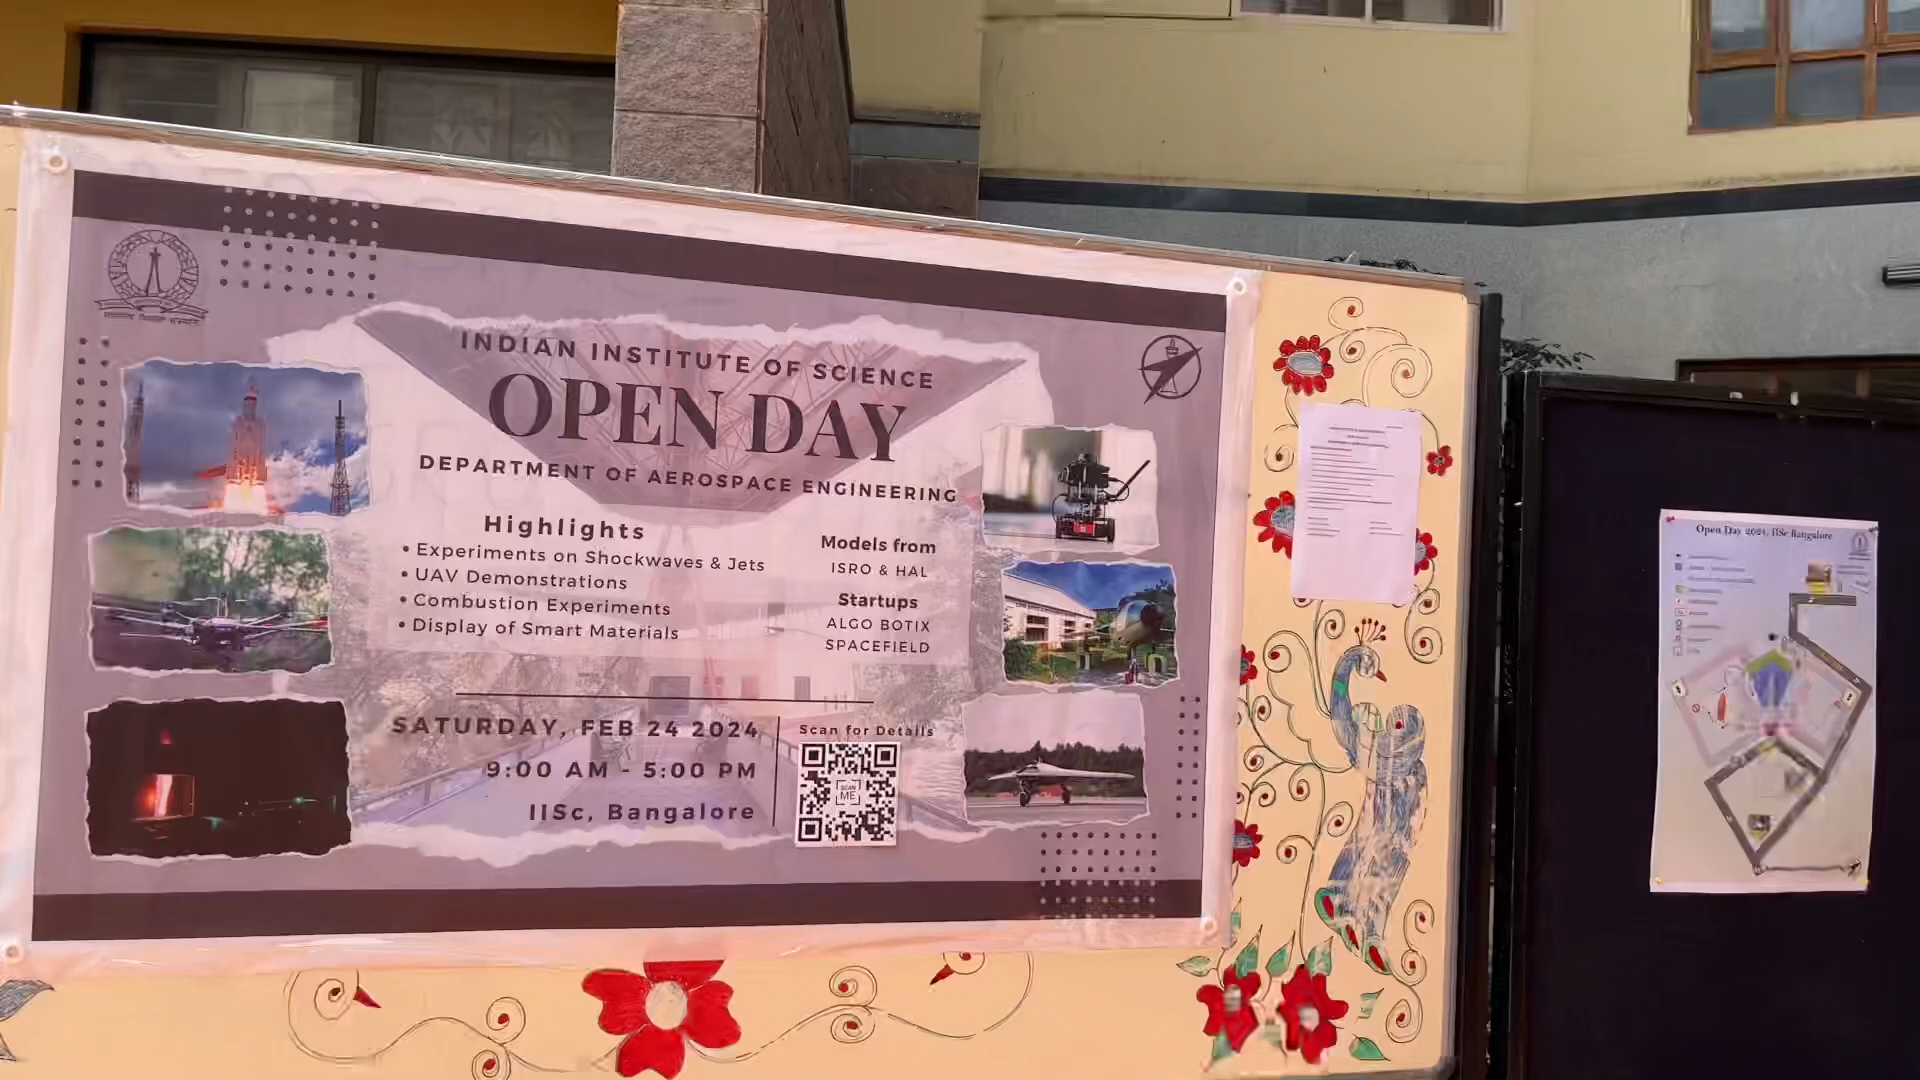 INDIAN INSTITUTE OF SCIENCE
OPEN DAY
DEPARTMENT OF AEROSPACE ENGINEERING
Highlights
• Experiments on Shockwaves & Jets
• UAV Demonstrations
• Combustion Experiments
• Display of Smart Materials
Models from
ISRO & HAL
Startups
ALGO BOTIX
SPACEFIELD
SATURDAY, FEB 24 2024
9:00 AM - 5:00 PM
IISc, Bangalore
Scan for Details
SCAN
ME
Open Day 2024, IISc Bangalore